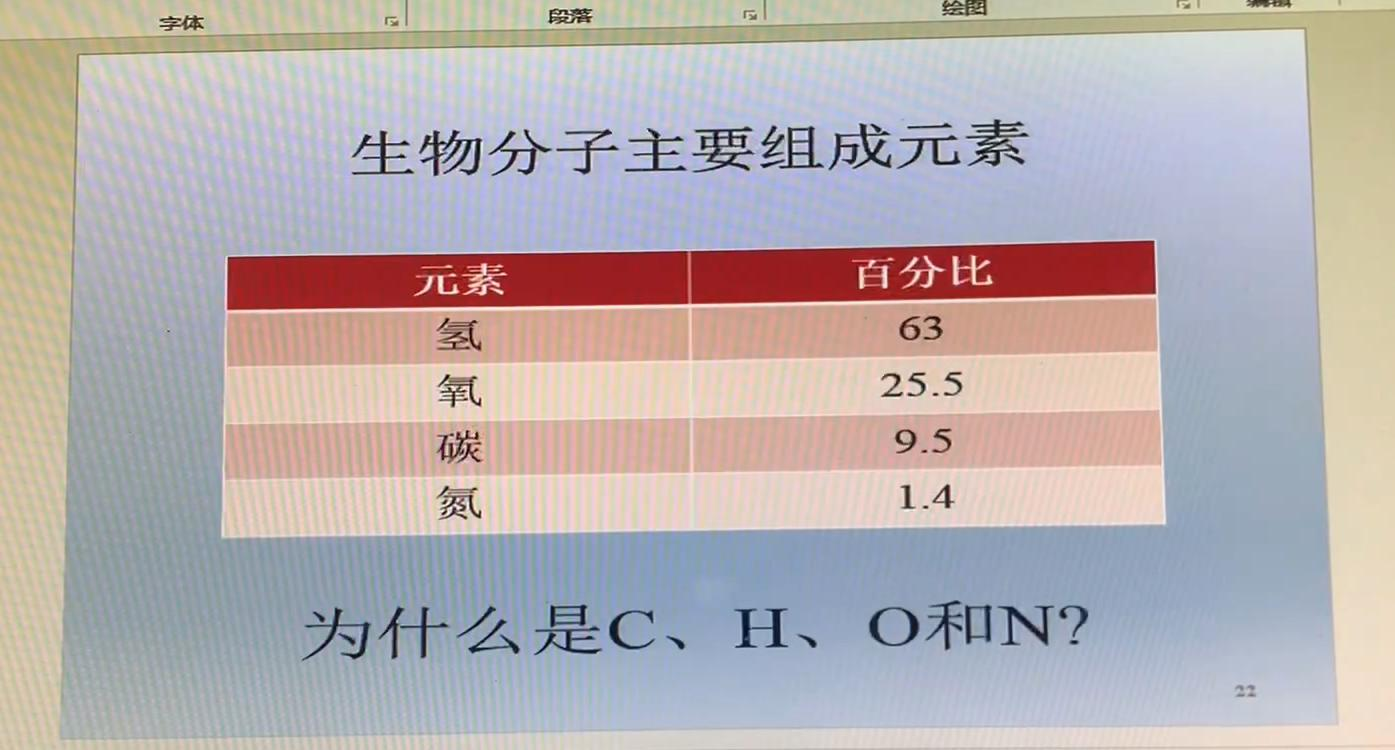 字体 段落 绘图 编辑
生物分子主要组成元素
元素 百分比
氢 63
氧 25.5
碳 9.5
氮 1.4
为什么是C、H、O和N?
22